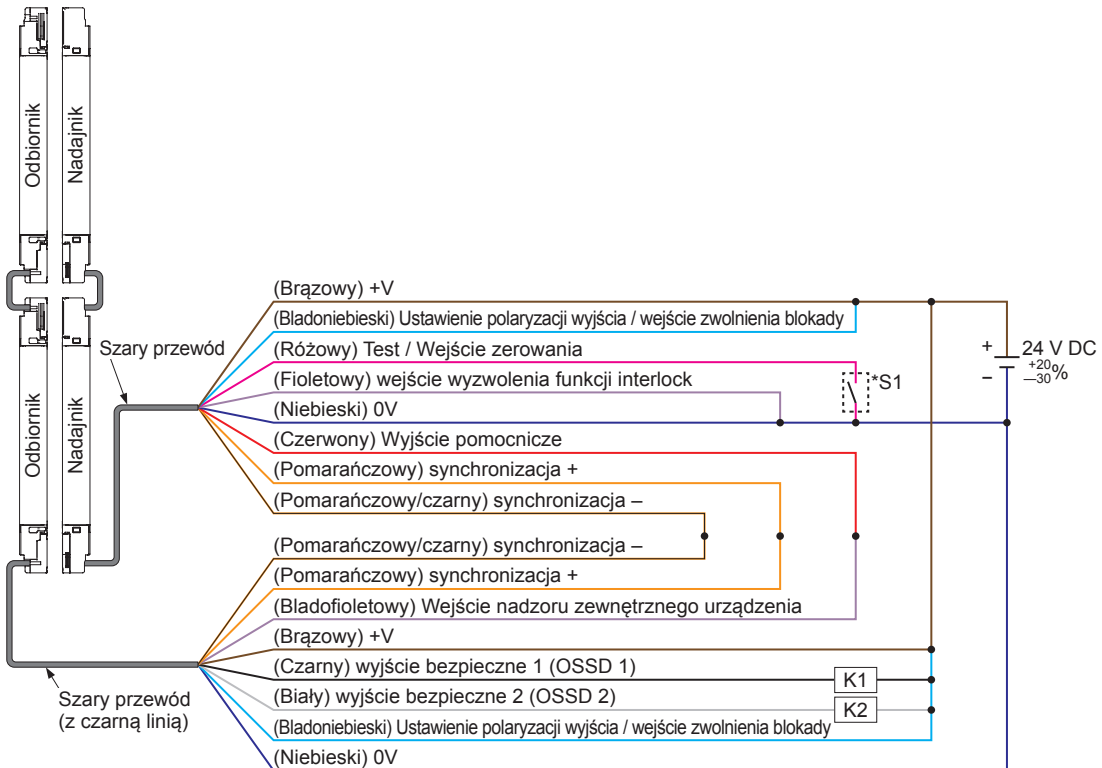 Odbiornik
Nadajnik
Odbiornik
Nadajnik
Szary przewód
Szary przewód
(z czarną linią)
(Brązowy) +V
(Bladoniebieski) Ustawienie polaryzacji wyjścia / wejście zwolnienia blokady
(Różowy) Test / Wejście zerowania
(Fioletowy) wejście wyzwolenia funkcji interlock
(Niebieski) 0V
(Czerwony) Wyjście pomocnicze
(Pomarańczowy) synchronizacja +
(Pomarańczowy/czarny) synchronizacja –
(Pomarańczowy/czarny) synchronizacja –
(Pomarańczowy) synchronizacja +
(Bladofioletowy) Wejście nadzoru zewnętrznego urządzenia
(Brązowy) +V
(Czarny) wyjście bezpieczne 1 (OSSD 1)
(Biały) wyjście bezpieczne 2 (OSSD 2)
(Bladoniebieski) Ustawienie polaryzacji wyjścia / wejście zwolnienia blokady
(Niebieski) 0V
*S1
K1
K2
+
–
24 V DC
+20
—30 %